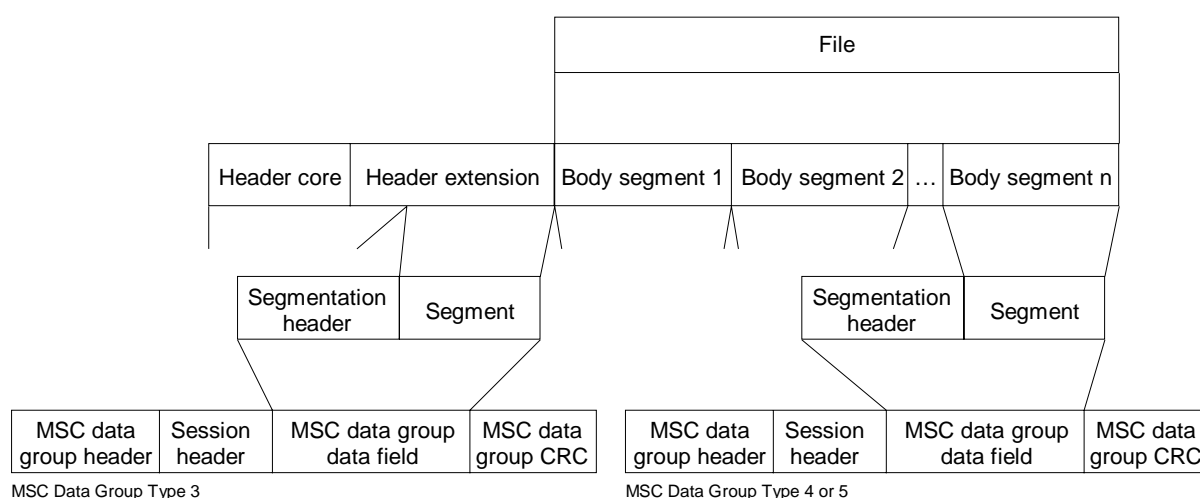 File
Header core Header extension Body segment 1 Body segment 2 ... Body segment n
Segmentation header Segment Segmentation header Segment
MSC data group header Session header MSC data group data field MSC data group CRC MSC data group header Session header MSC data group data field MSC data group CRC
MSC Data Group Type 3 MSC Data Group Type 4 or 5